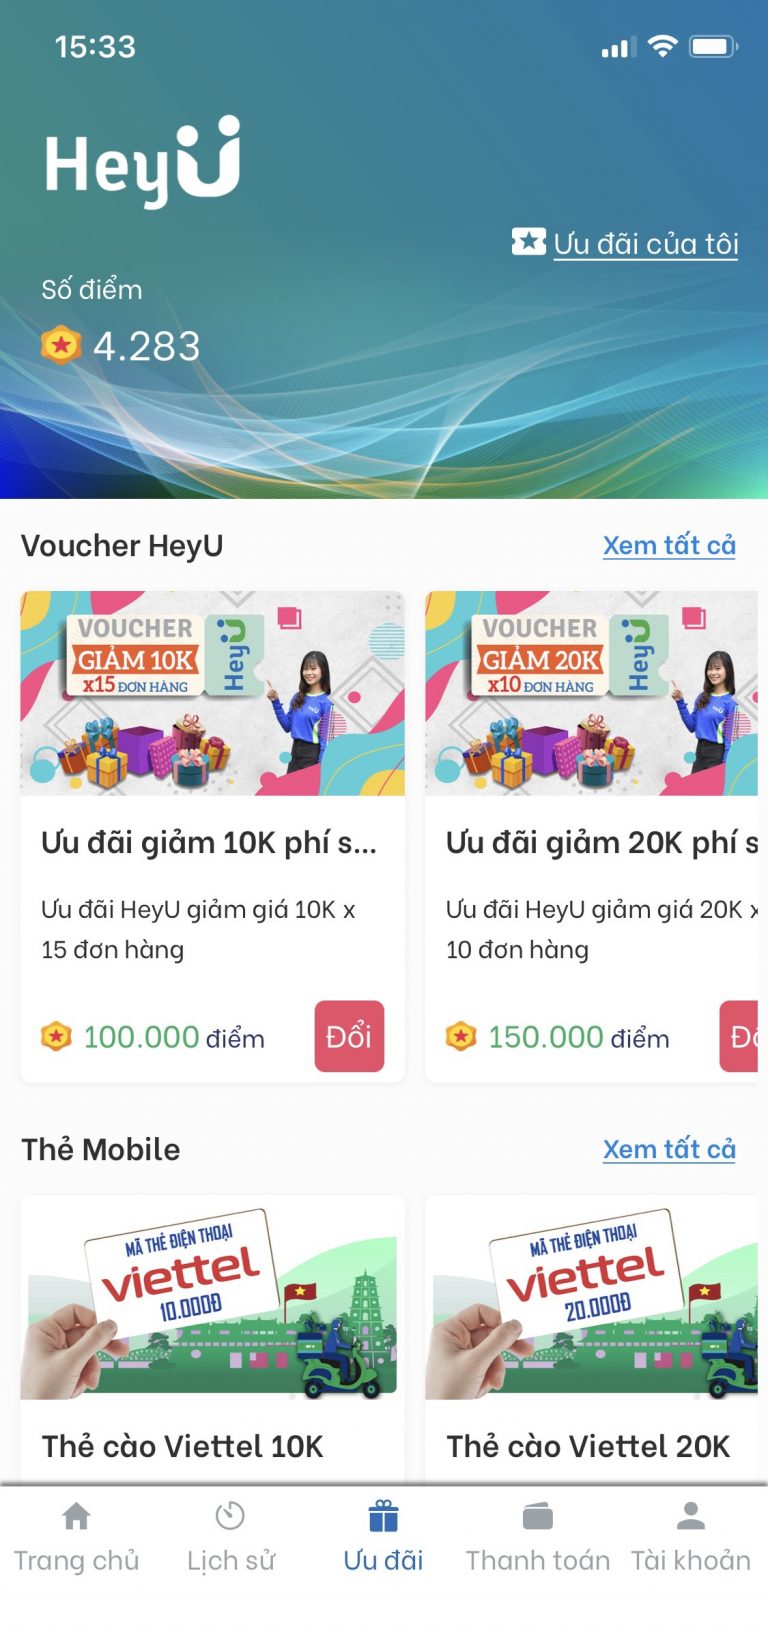 15:33
HeyU
Ưu đãi của tôi
Số điểm
4.283
Voucher HeyU
Xem tất cả
VOUCHER
GIẢM 10K
x15 ĐƠN HÀNG
HeyU
VOUCHER
GIẢM 20K
x10 ĐƠN HÀNG
HeyU
Ưu đãi giảm 10K phí s...
Ưu đãi giảm 20K phí s
Ưu đãi HeyU giảm giá 10K x
15 đơn hàng
Ưu đãi HeyU giảm giá 20K x
10 đơn hàng
100.000 điểm
Đổi
150.000 điểm
Đổ
Thẻ Mobile
Xem tất cả
MÃ THẺ ĐIỆN THOẠI
viettel
10.000Đ
MÃ THẺ ĐIỆN THOẠI
viettel
20.000Đ
Thẻ cào Viettel 10K
Thẻ cào Viettel 20K
Trang chủ
Lịch sử
Ưu đãi
Thanh toán
Tài khoản